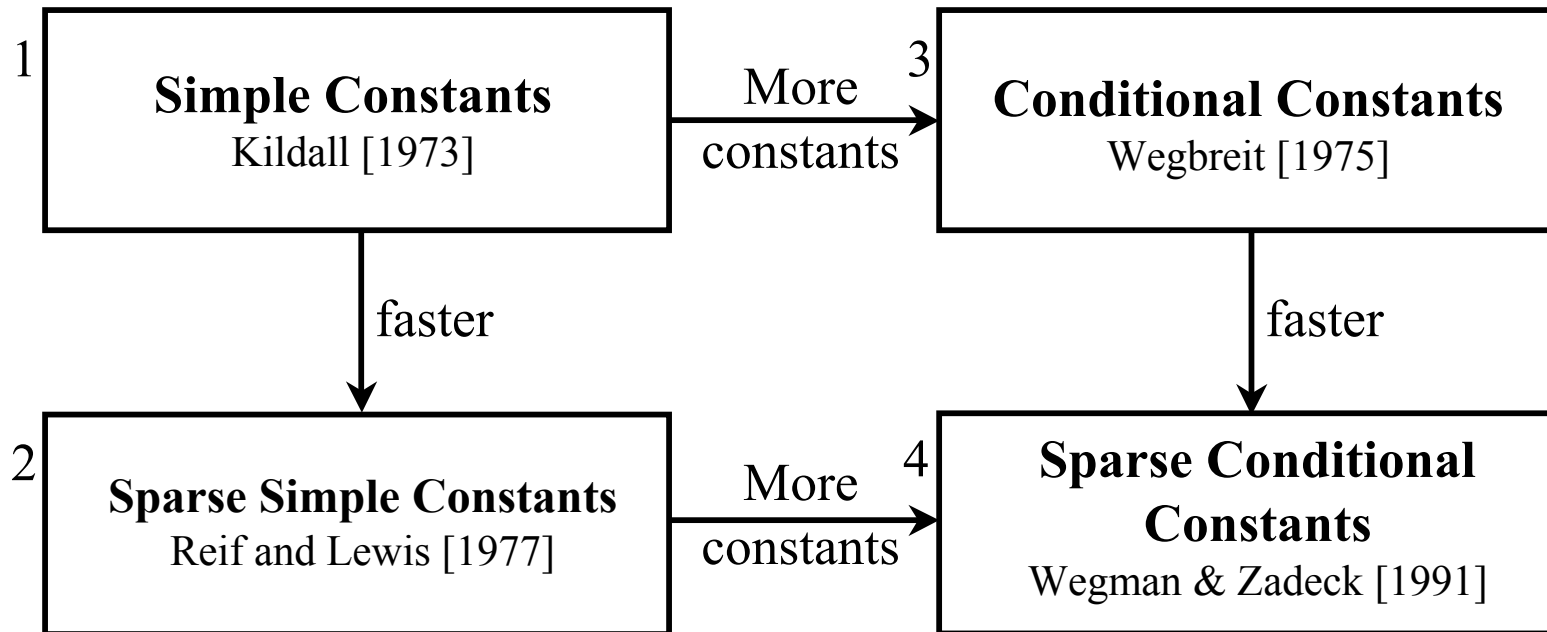 1
Simple Constants
Kildall [1973]
More
constants
3
Conditional Constants
Wegbreit [1975]
faster
faster
2
Sparse Simple Constants
Reif and Lewis [1977]
More
constants
4
Sparse Conditional
Constants
Wegman & Zadeck [1991]